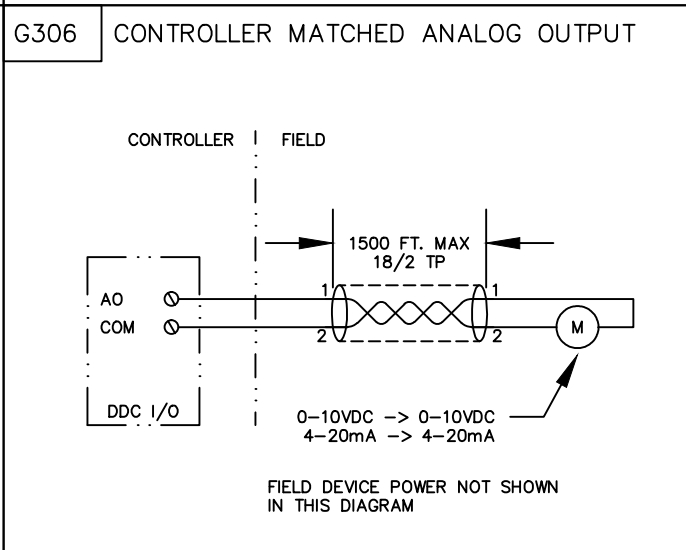 G306 CONTROLLER MATCHED ANALOG OUTPUT
CONTROLLER FIELD
1500 FT. MAX
18/2 TP
1 1
AO
COM
2 2
M
DDC I/O
0-10VDC -> 0-10VDC
4-20mA -> 4-20mA
FIELD DEVICE POWER NOT SHOWN
IN THIS DIAGRAM